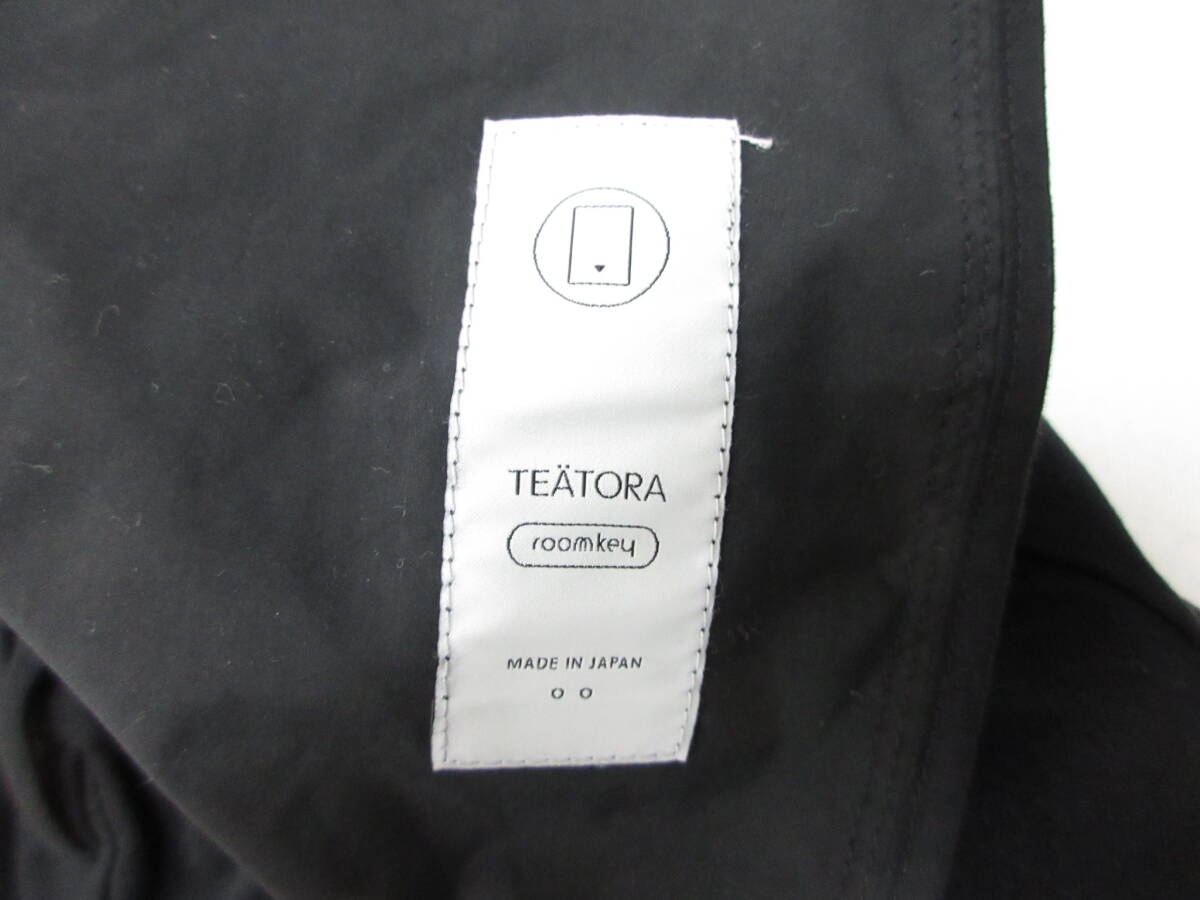 TEÄTORA
roomkey
MADE IN JAPAN
o o